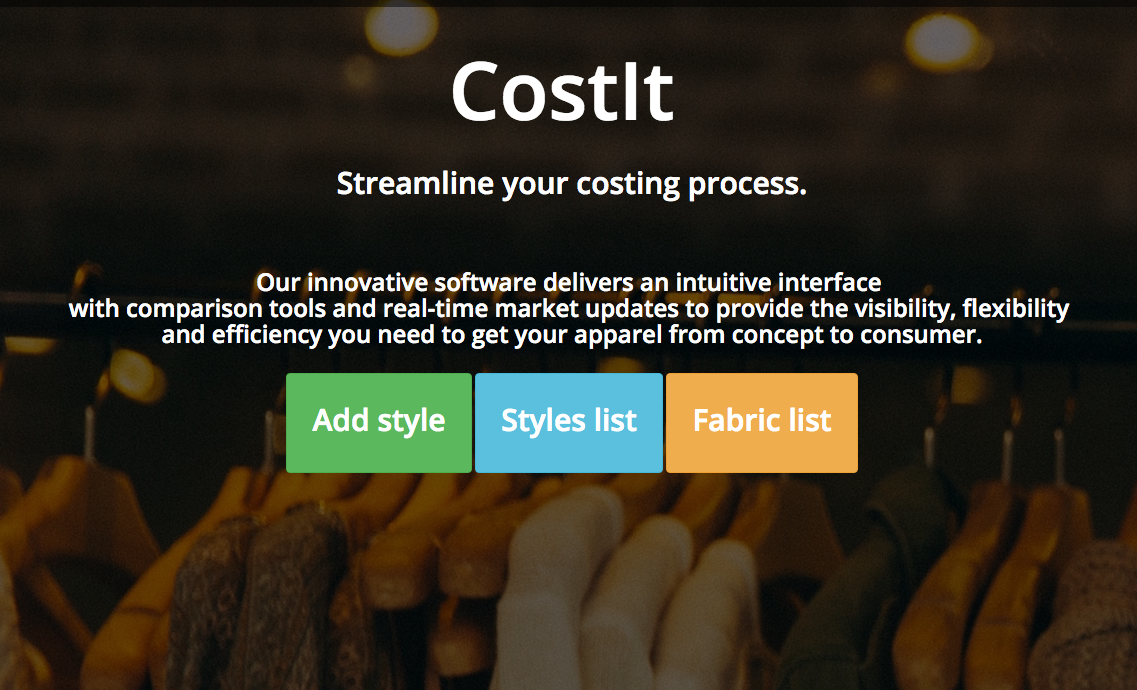 CostIt
Streamline your costing process.
Our innovative software delivers an intuitive interface
with comparison tools and real-time market updates to provide the visibility, flexibility
and efficiency you need to get your apparel from concept to consumer.
Add style
Styles list
Fabric list